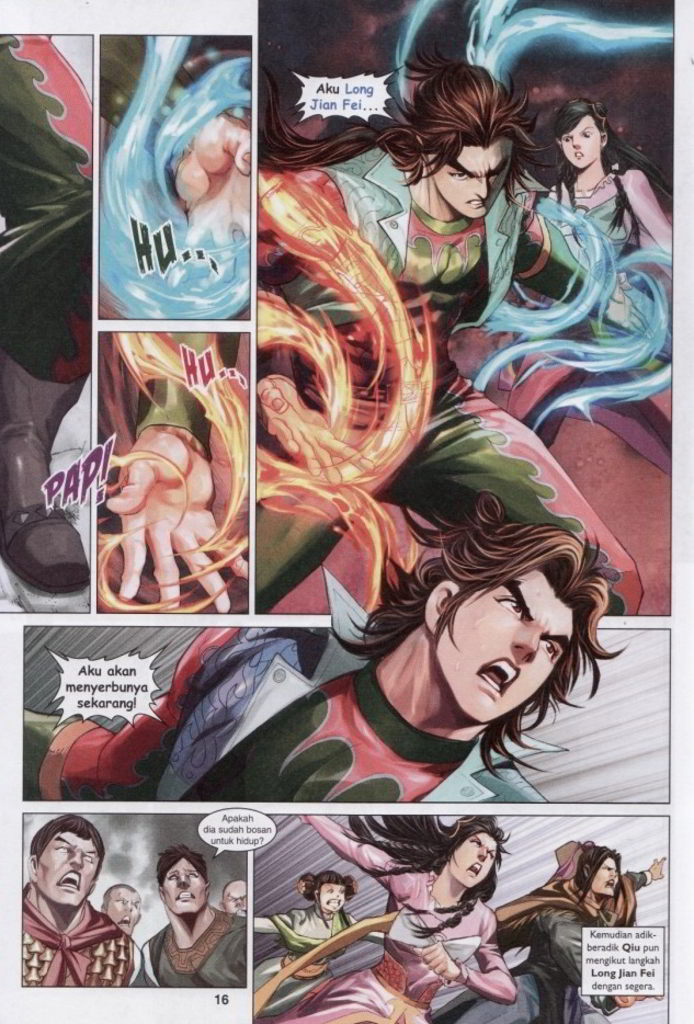 HU...
HU...
PAP!
Aku Long
Jian Fei...
Aku akan
menyerbunya
sekarang!
Apakah
dia sudah bosan
untuk hidup?
Kemudian adik-
beradik Qiu pun
mengikut langkah
Long Jian Fei
dengan segera.
16